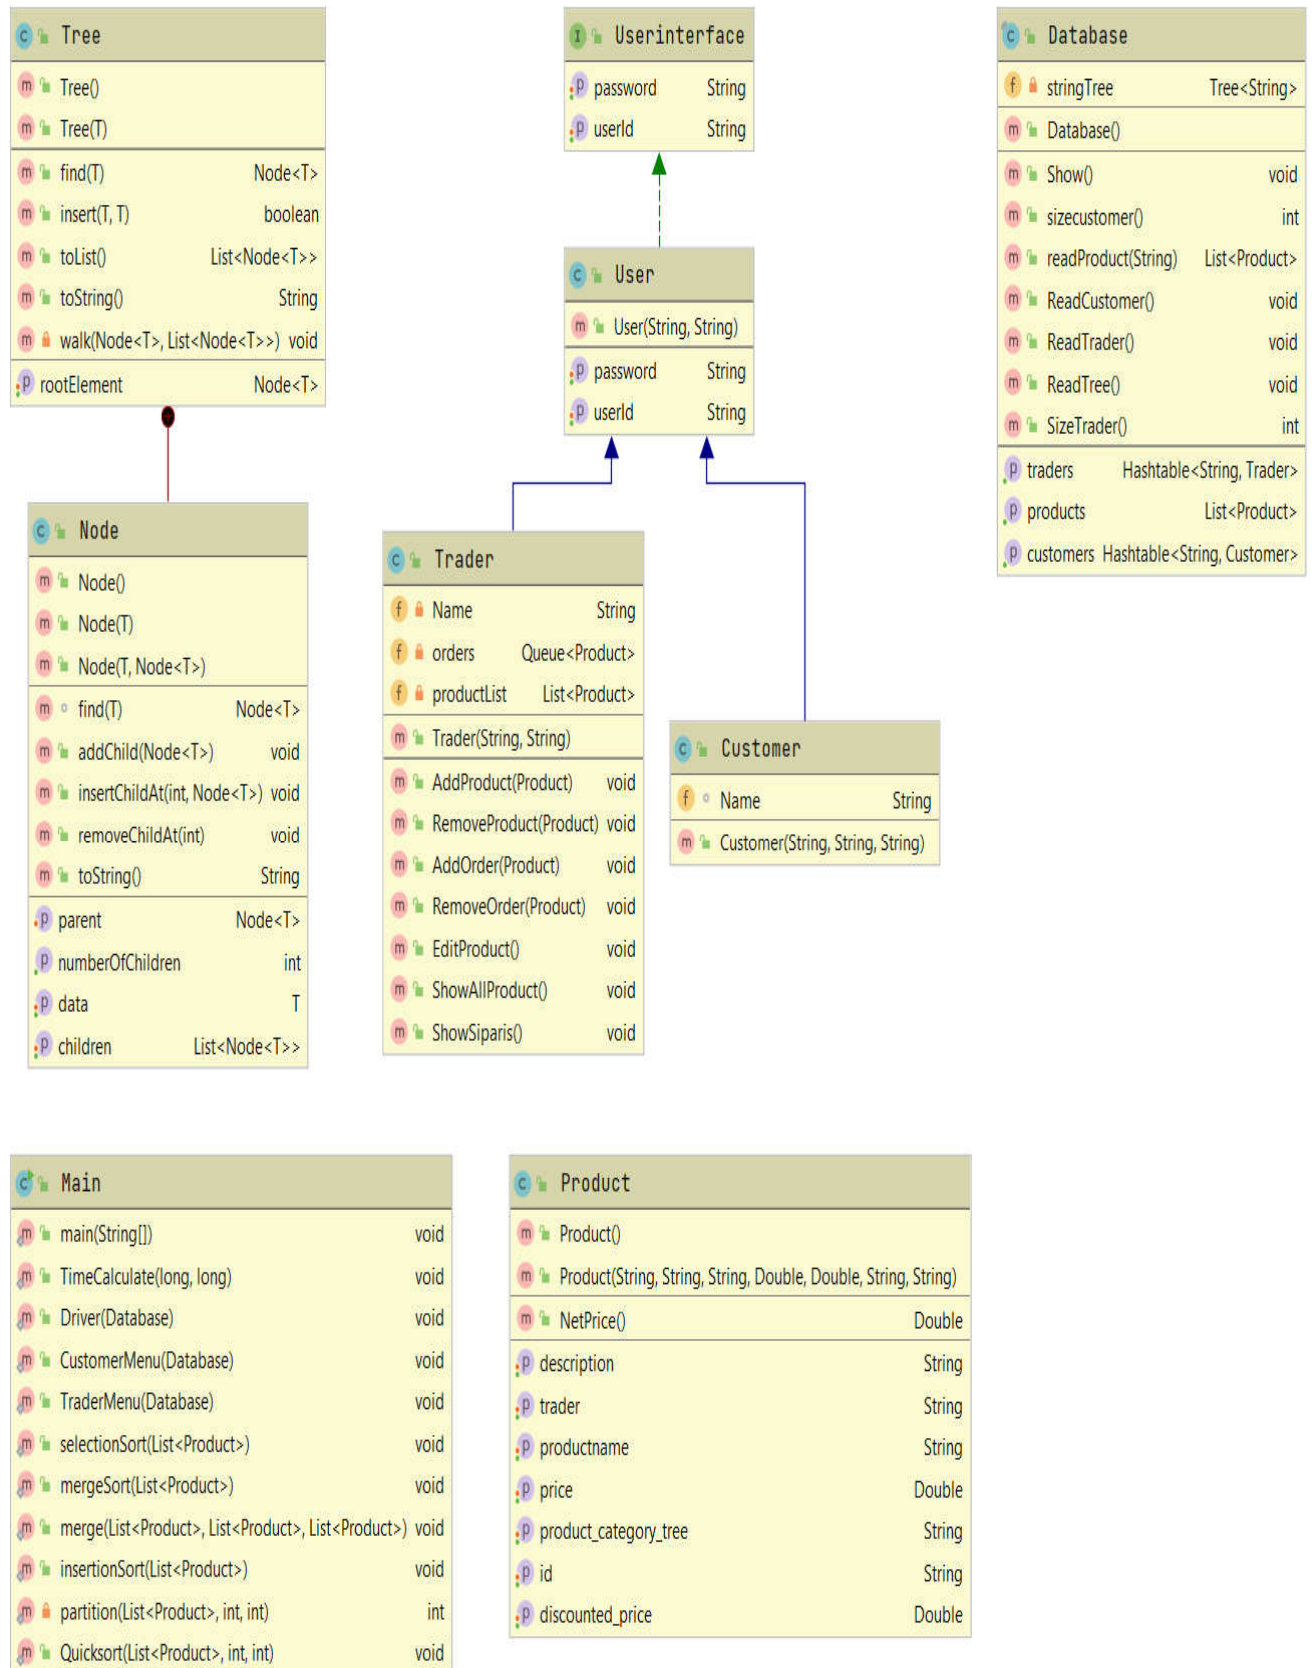 Tree
Tree()
Tree(T)
find(T) Node<T>
insert(T, T) boolean
toList() List<Node<T>>
toString() String
walk(Node<T>, List<Node<T>>) void
rootElement Node<T>
Userinterface
password String
userId String
Database
stringTree Tree<String>
Database()
Show() void
sizecustomer() int
readProduct(String) List<Product>
ReadCustomer() void
ReadTrader() void
ReadTree() void
SizeTrader() int
traders Hashtable<String, Trader>
products List<Product>
customers Hashtable<String, Customer>
User
User(String, String)
password String
userId String
Node
Node()
Node(T)
Node(T, Node<T>)
find(T) Node<T>
addChild(Node<T>) void
insertChildAt(int, Node<T>) void
removeChildAt(int) void
toString() String
parent Node<T>
numberOfChildren int
data T
children List<Node<T>>
Trader
Name String
orders Queue<Product>
productList List<Product>
Trader(String, String)
AddProduct(Product) void
RemoveProduct(Product) void
AddOrder(Product) void
RemoveOrder(Product) void
EditProduct() void
ShowAllProduct() void
ShowSiparis() void
Customer
Name String
Customer(String, String, String)
Main
main(String[]) void
TimeCalculate(long, long) void
Driver(Database) void
CustomerMenu(Database) void
TraderMenu(Database) void
selectionSort(List<Product>) void
mergeSort(List<Product>) void
merge(List<Product>, List<Product>, List<Product>) void
insertionSort(List<Product>) void
partition(List<Product>, int, int) int
Quicksort(List<Product>, int, int) void
Product
Product()
Product(String, String, String, Double, Double, String, String)
NetPrice() Double
description String
trader String
productname String
price Double
product_category_tree String
id String
discounted_price Double